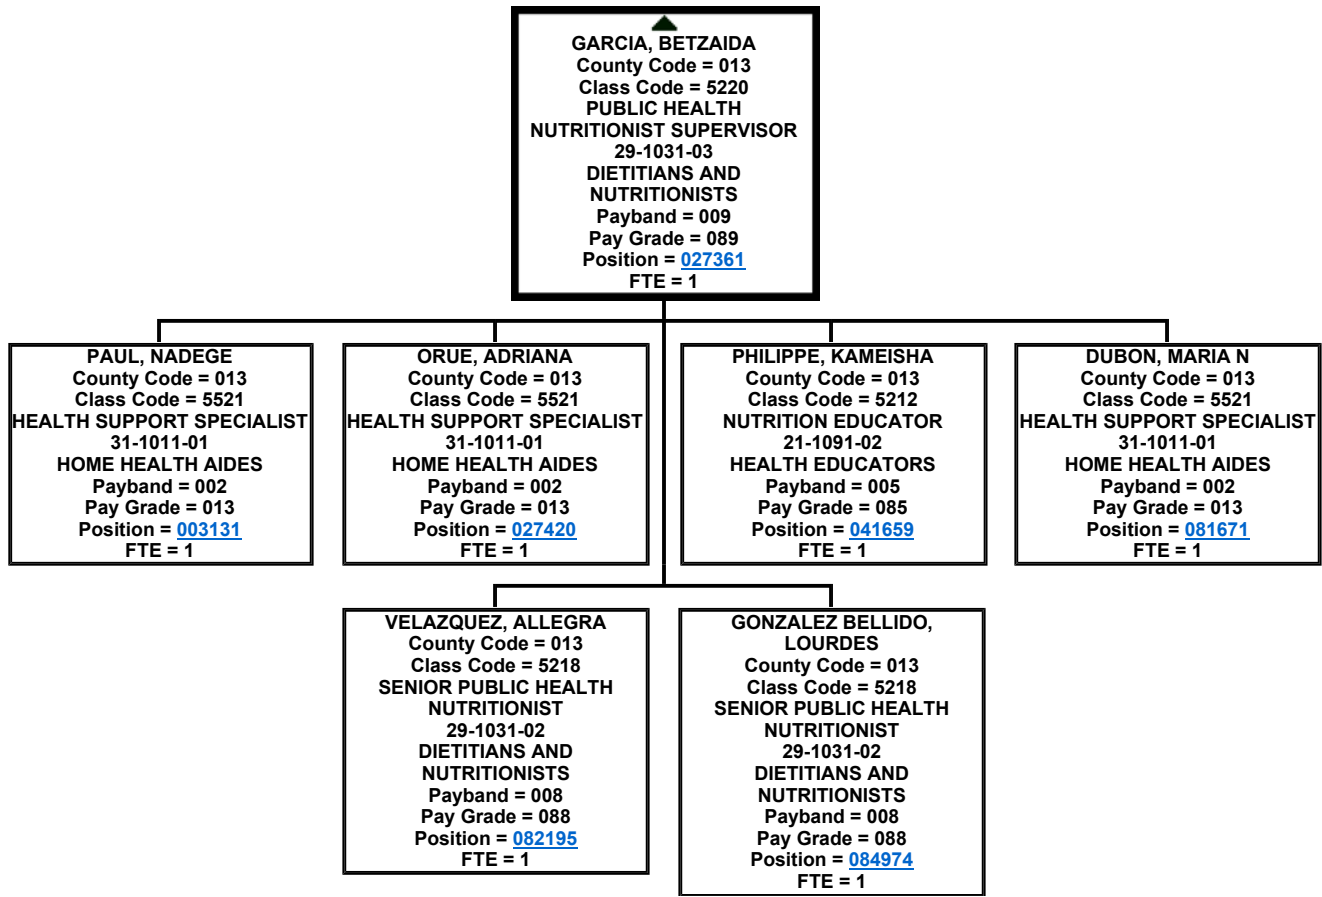 GARCIA, BETZAIDA
County Code = 013
Class Code = 5220
PUBLIC HEALTH
NUTRITIONIST SUPERVISOR
29-1031-03
DIETITIANS AND
NUTRITIONISTS
Payband = 009
Pay Grade = 089
Position = 027361
FTE = 1
PAUL, NADEGE
County Code = 013
Class Code = 5521
HEALTH SUPPORT SPECIALIST
31-1011-01
HOME HEALTH AIDES
Payband = 002
Pay Grade = 013
Position = 003131
FTE = 1
ORUE, ADRIANA
County Code = 013
Class Code = 5521
HEALTH SUPPORT SPECIALIST
31-1011-01
HOME HEALTH AIDES
Payband = 002
Pay Grade = 013
Position = 027420
FTE = 1
PHILIPPE, KAMEISHA
County Code = 013
Class Code = 5212
NUTRITION EDUCATOR
21-1091-02
HEALTH EDUCATORS
Payband = 005
Pay Grade = 085
Position = 041659
FTE = 1
DUBON, MARIA N
County Code = 013
Class Code = 5521
HEALTH SUPPORT SPECIALIST
31-1011-01
HOME HEALTH AIDES
Payband = 002
Pay Grade = 013
Position = 081671
FTE = 1
VELAZQUEZ, ALLEGRA
County Code = 013
Class Code = 5218
SENIOR PUBLIC HEALTH
NUTRITIONIST
29-1031-02
DIETITIANS AND
NUTRITIONISTS
Payband = 008
Pay Grade = 088
Position = 082195
FTE = 1
GONZALEZ BELLIDO,
LOURDES
County Code = 013
Class Code = 5218
SENIOR PUBLIC HEALTH
NUTRITIONIST
29-1031-02
DIETITIANS AND
NUTRITIONISTS
Payband = 008
Pay Grade = 088
Position = 084974
FTE = 1